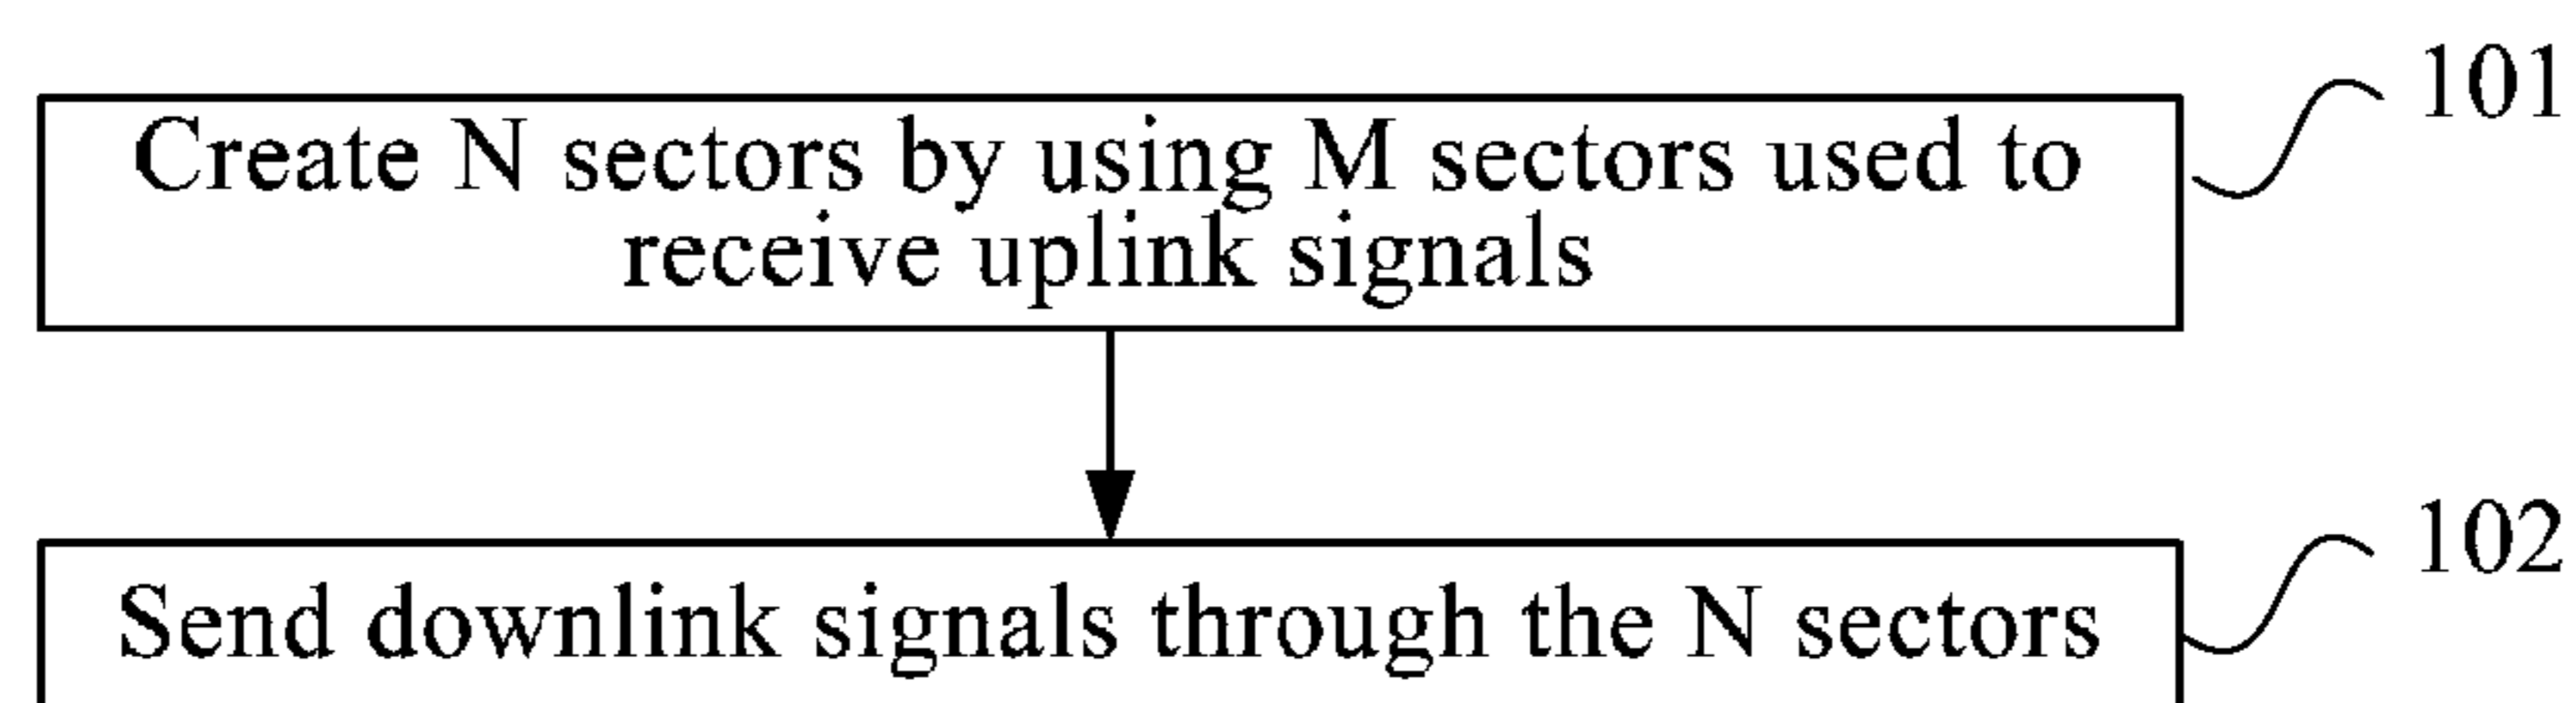 101
Create N sectors by using M sectors used to
receive uplink signals
102
Send downlink signals through the N sectors